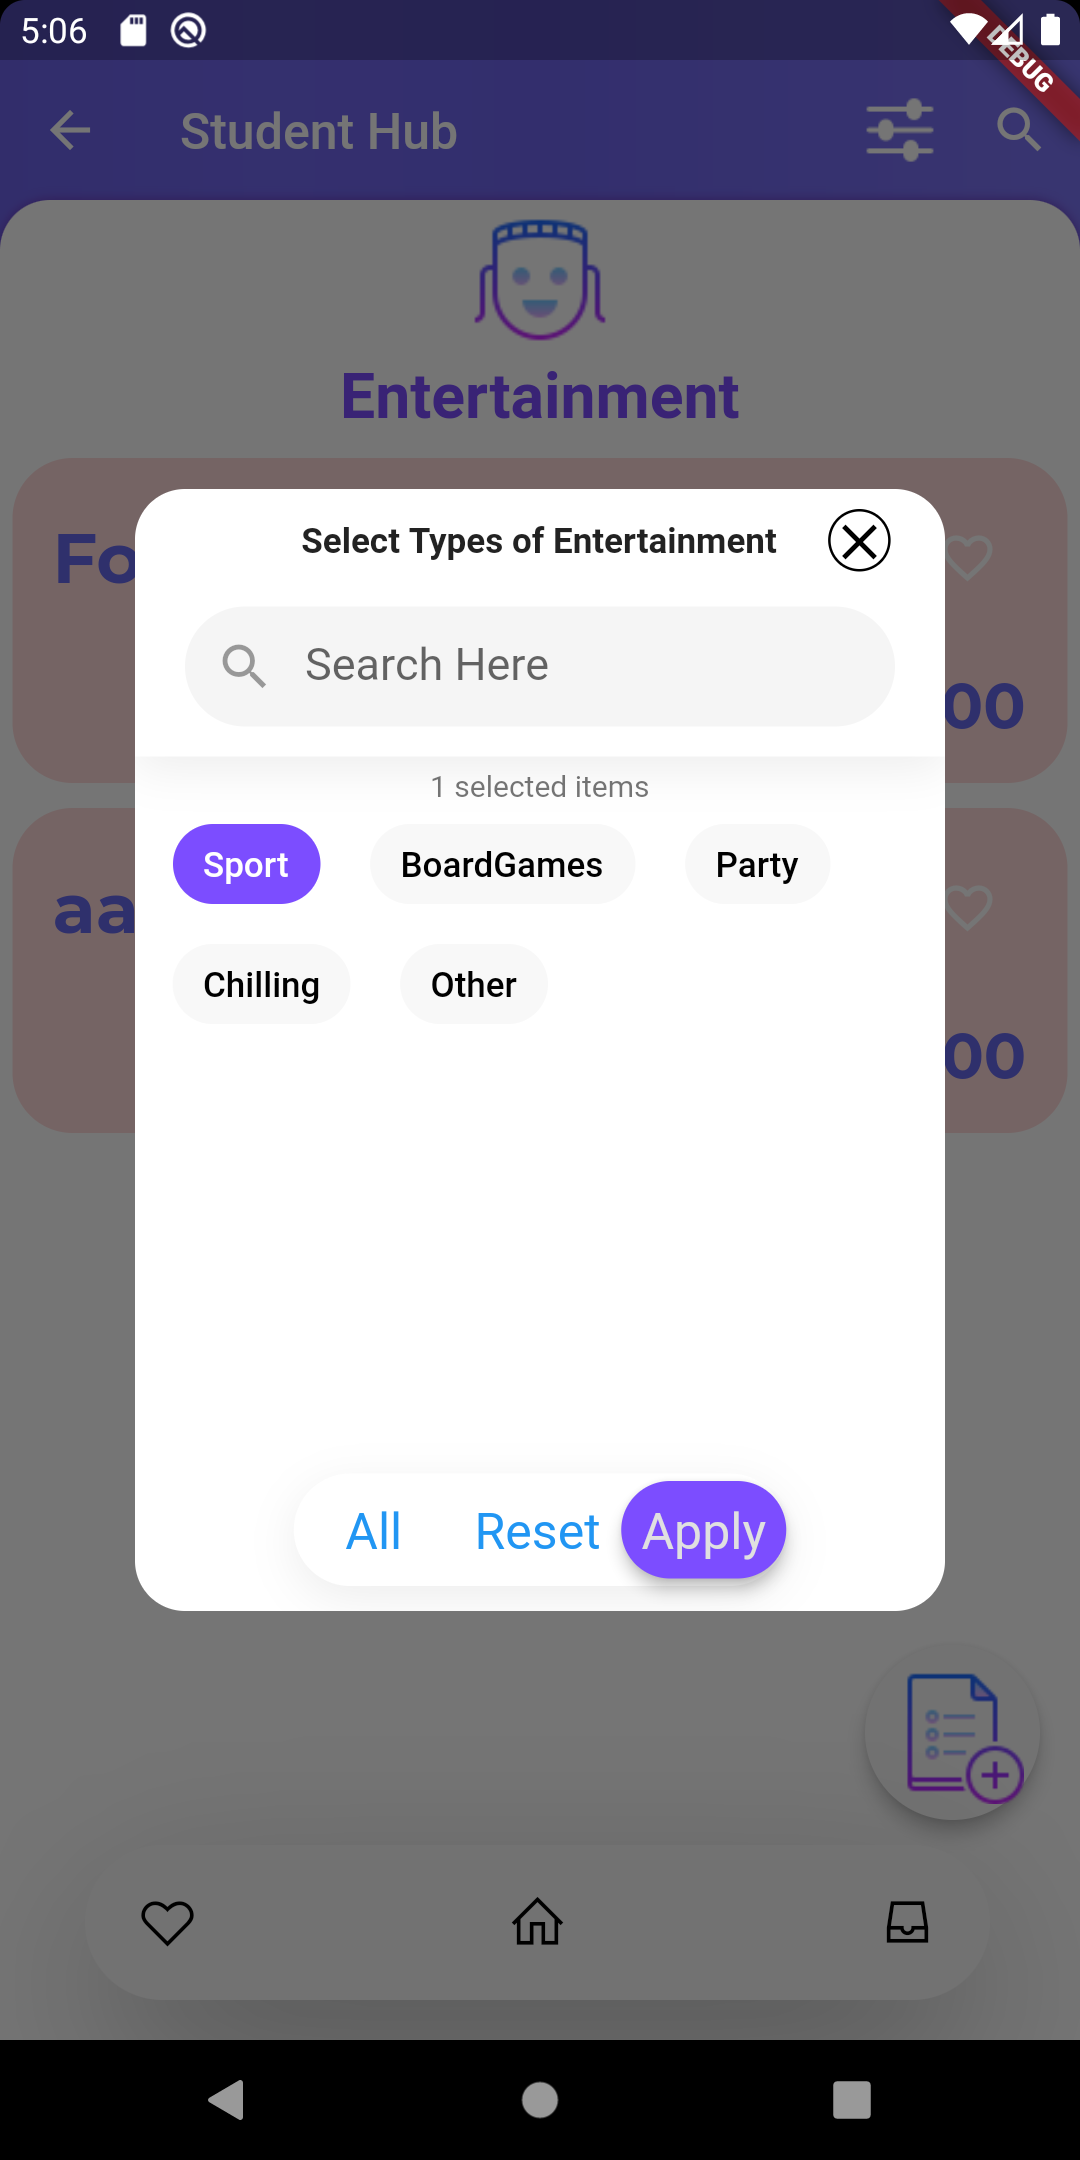 5:06
DEBUG
Student Hub
Entertainment
Select Types of Entertainment
Fo
Search Here
00
1 selected items
Sport BoardGames Party
aa
Chilling Other
00
All Reset Apply